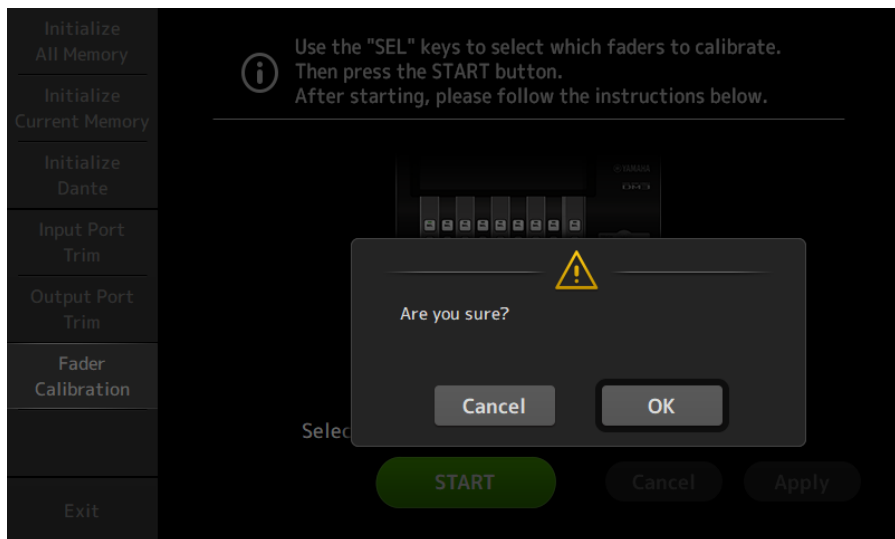 Initialize
All Memory
Initialize
Current Memory
Initialize
Dante
Input Port
Trim
Output Port
Trim
Fader
Calibration
Exit
Use the "SEL" keys to select which faders to calibrate.
Then press the START button.
After starting, please follow the instructions below.
YAMAHA
DM3
Are you sure?
Cancel
OK
Selec
START
Cancel
Apply